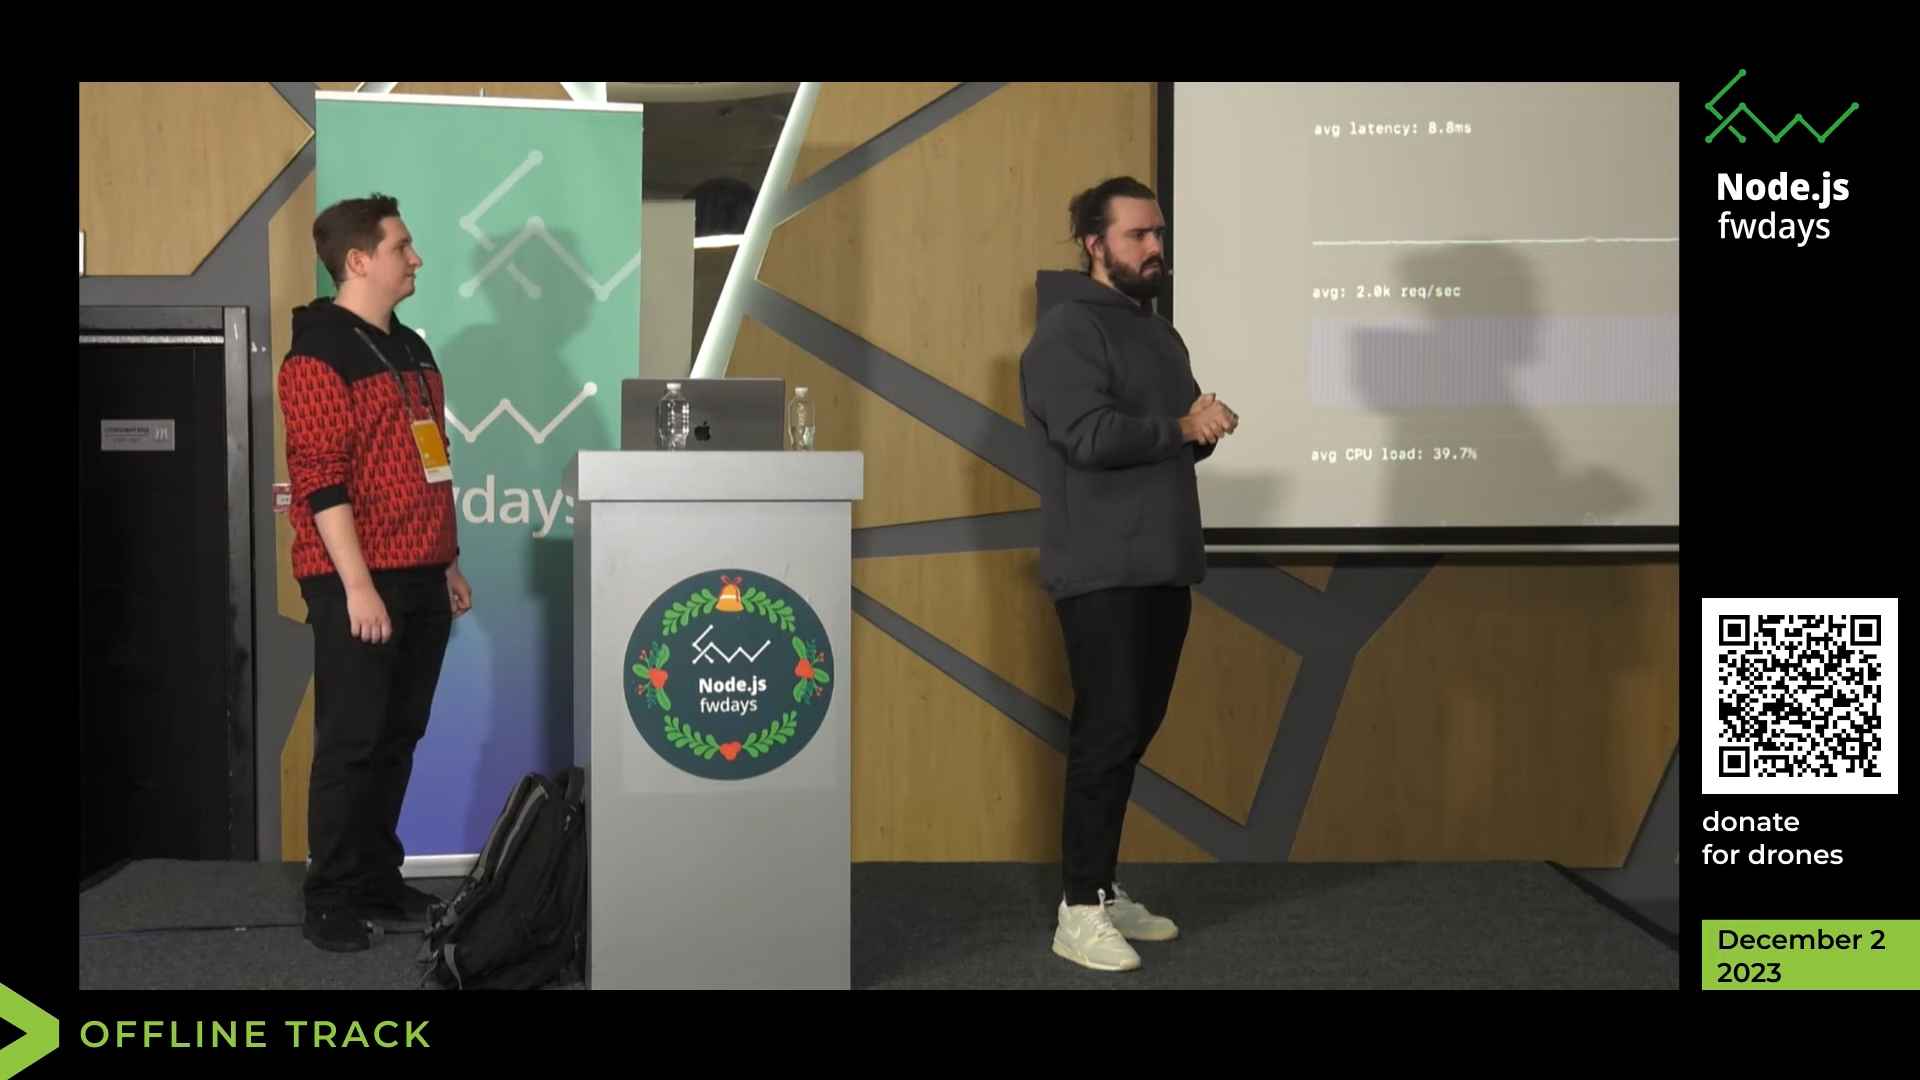 avg latency: 8.8ms
avg: 2.0k req/sec
avg CPU load: 39.7%
wdays
Node.js
fwdays
Node.js
fwdays
donate
for drones
December 2
2023
OFFLINE TRACK